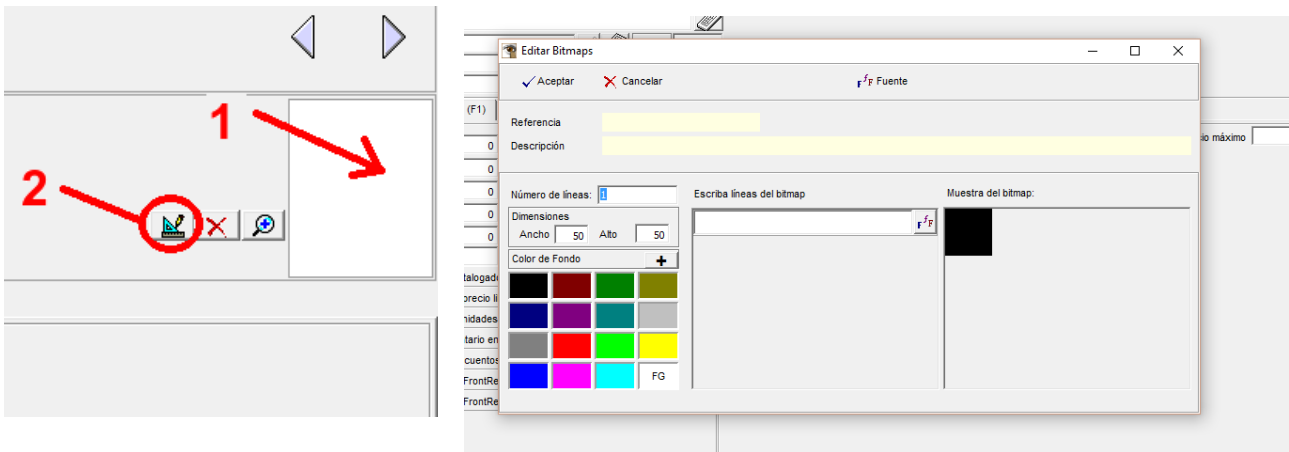 1
2
Editar Bitmaps
Aceptar Cancelar Fuente
(F1)
Referencia
Descripción
io máximo
0
0
0
0
0
Número de líneas: 1
Escriba líneas del bitmap
Muestra del bitmap:
Dimensiones
Ancho 50 Alto 50
Color de Fondo +
talogad
precio li
nidades
tario en
cuentos
FrontRe
FrontRe
FG